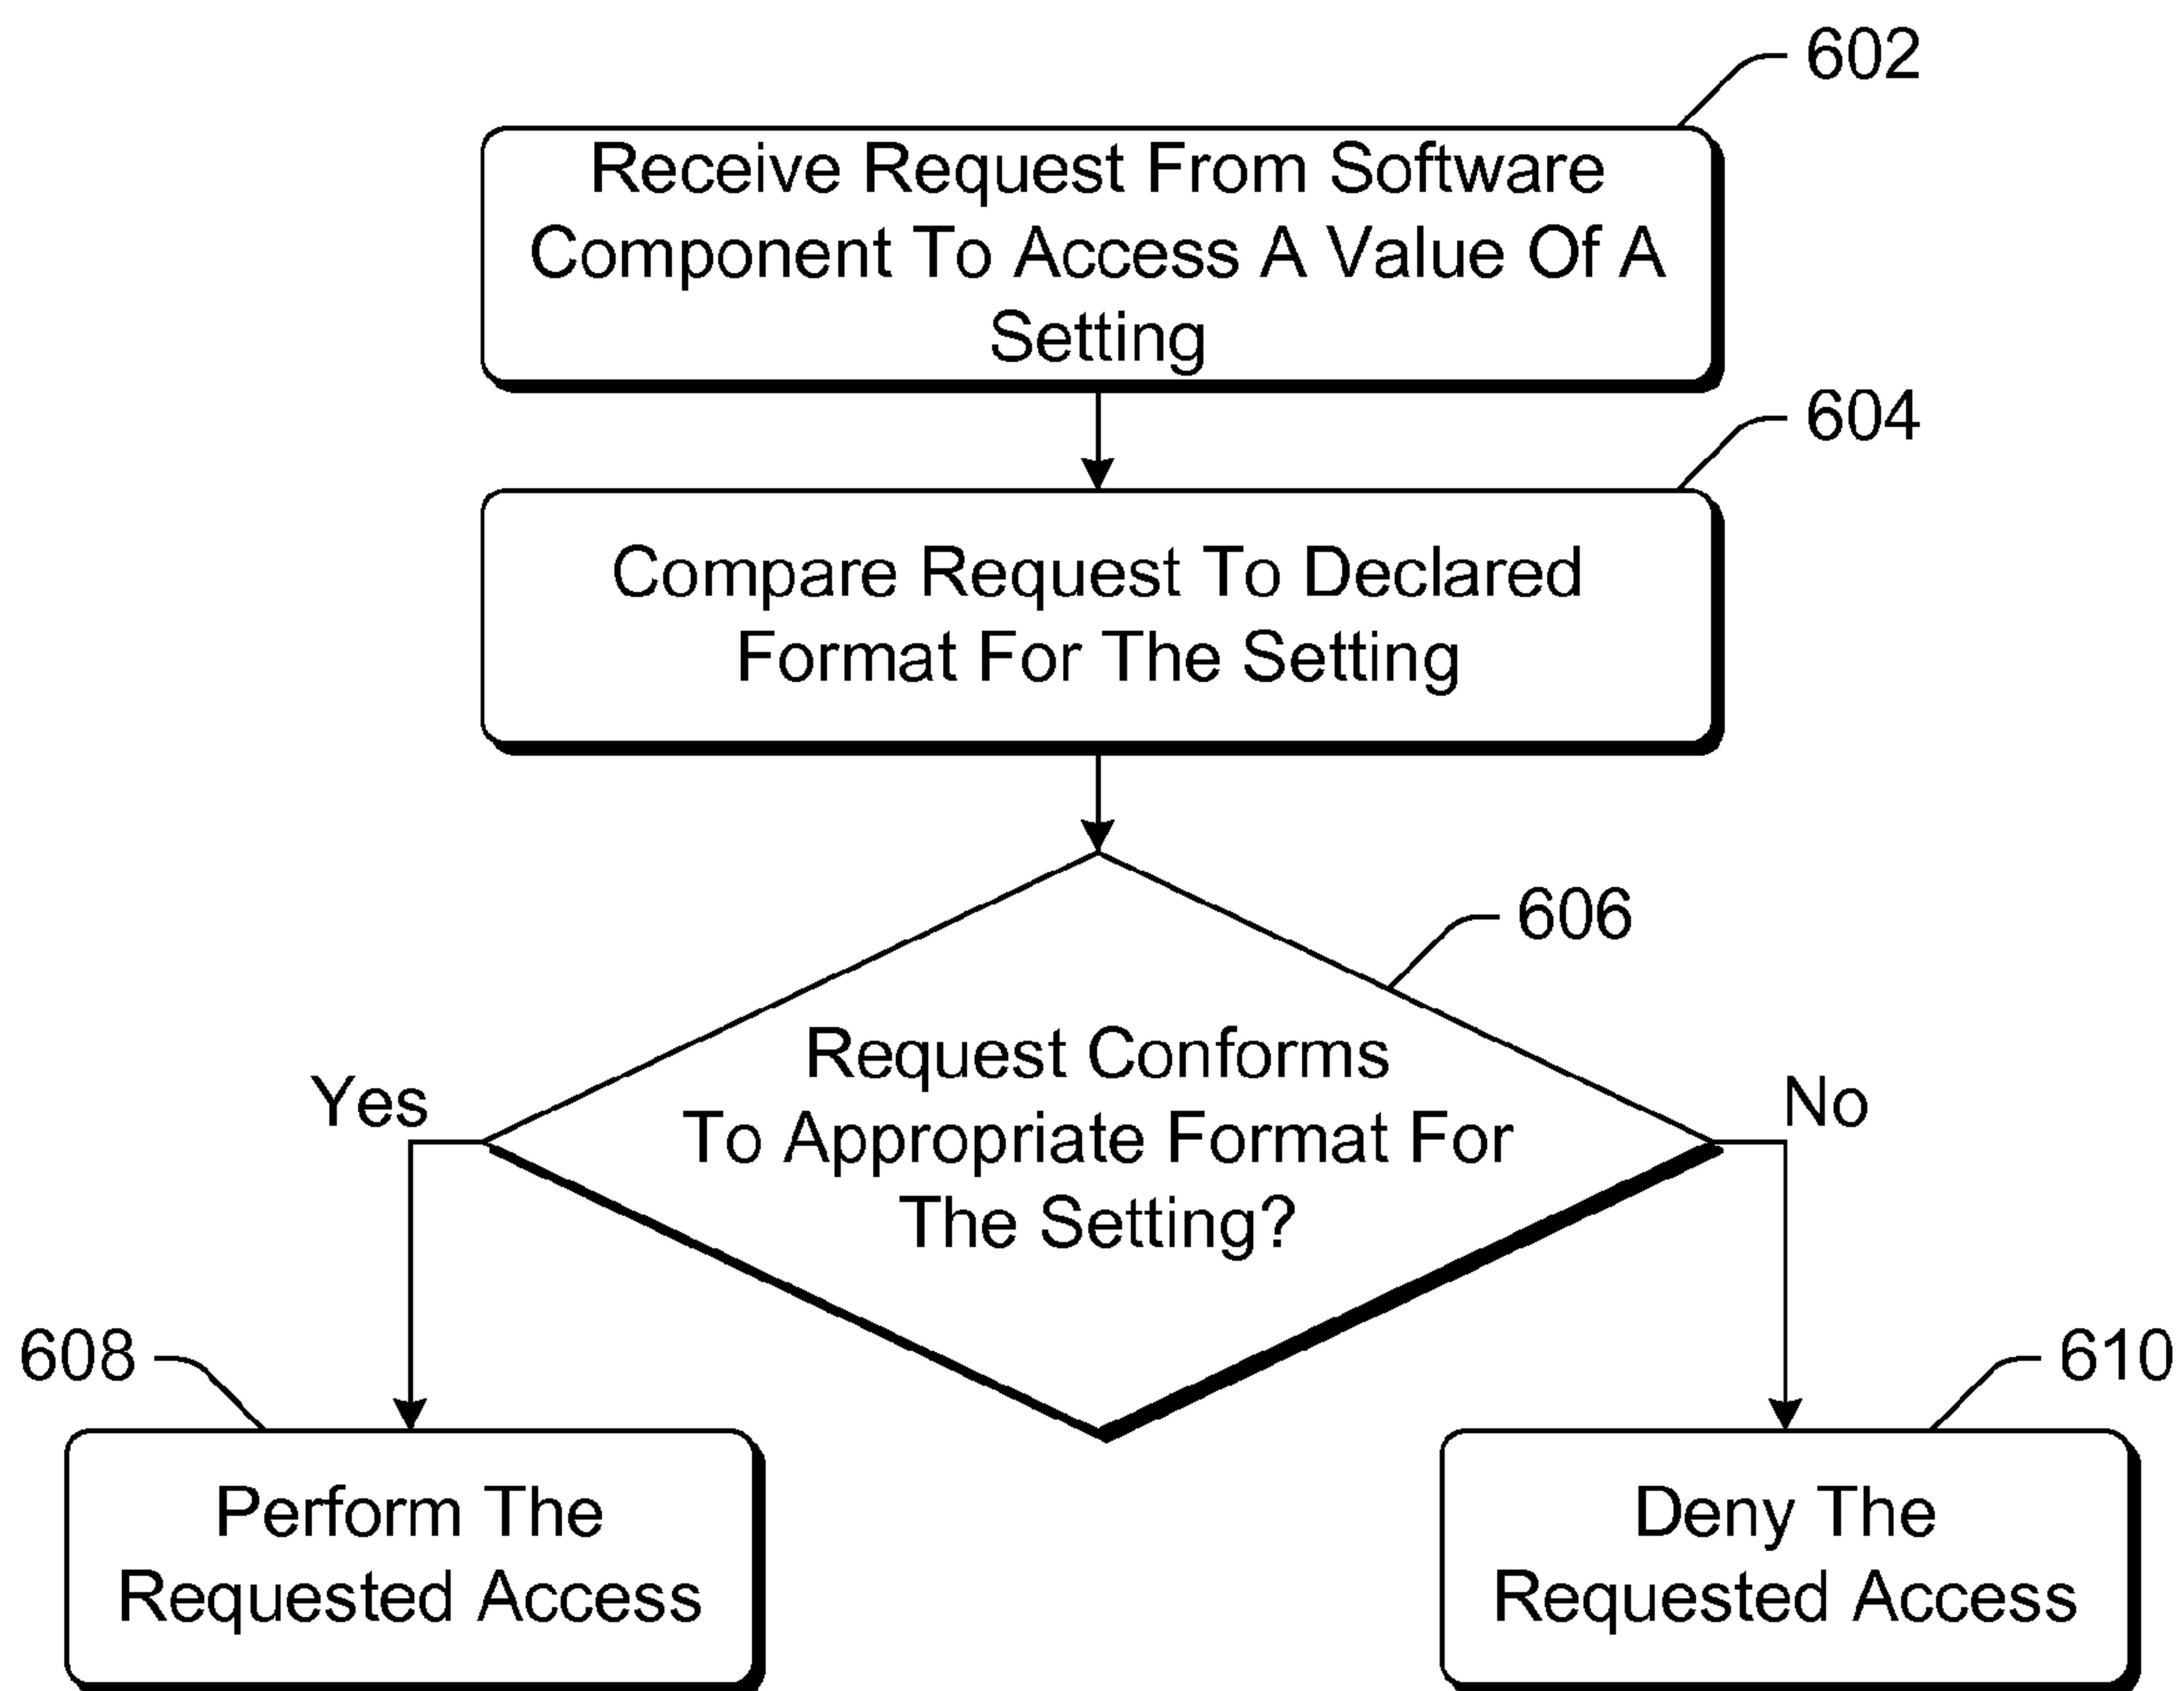 602
Receive Request From Software
Component To Access A Value Of A
Setting
604
Compare Request To Declared
Format For The Setting
606
Request Conforms
To Appropriate Format For
The Setting?
Yes
No
608
Perform The
Requested Access
610
Deny The
Requested Access